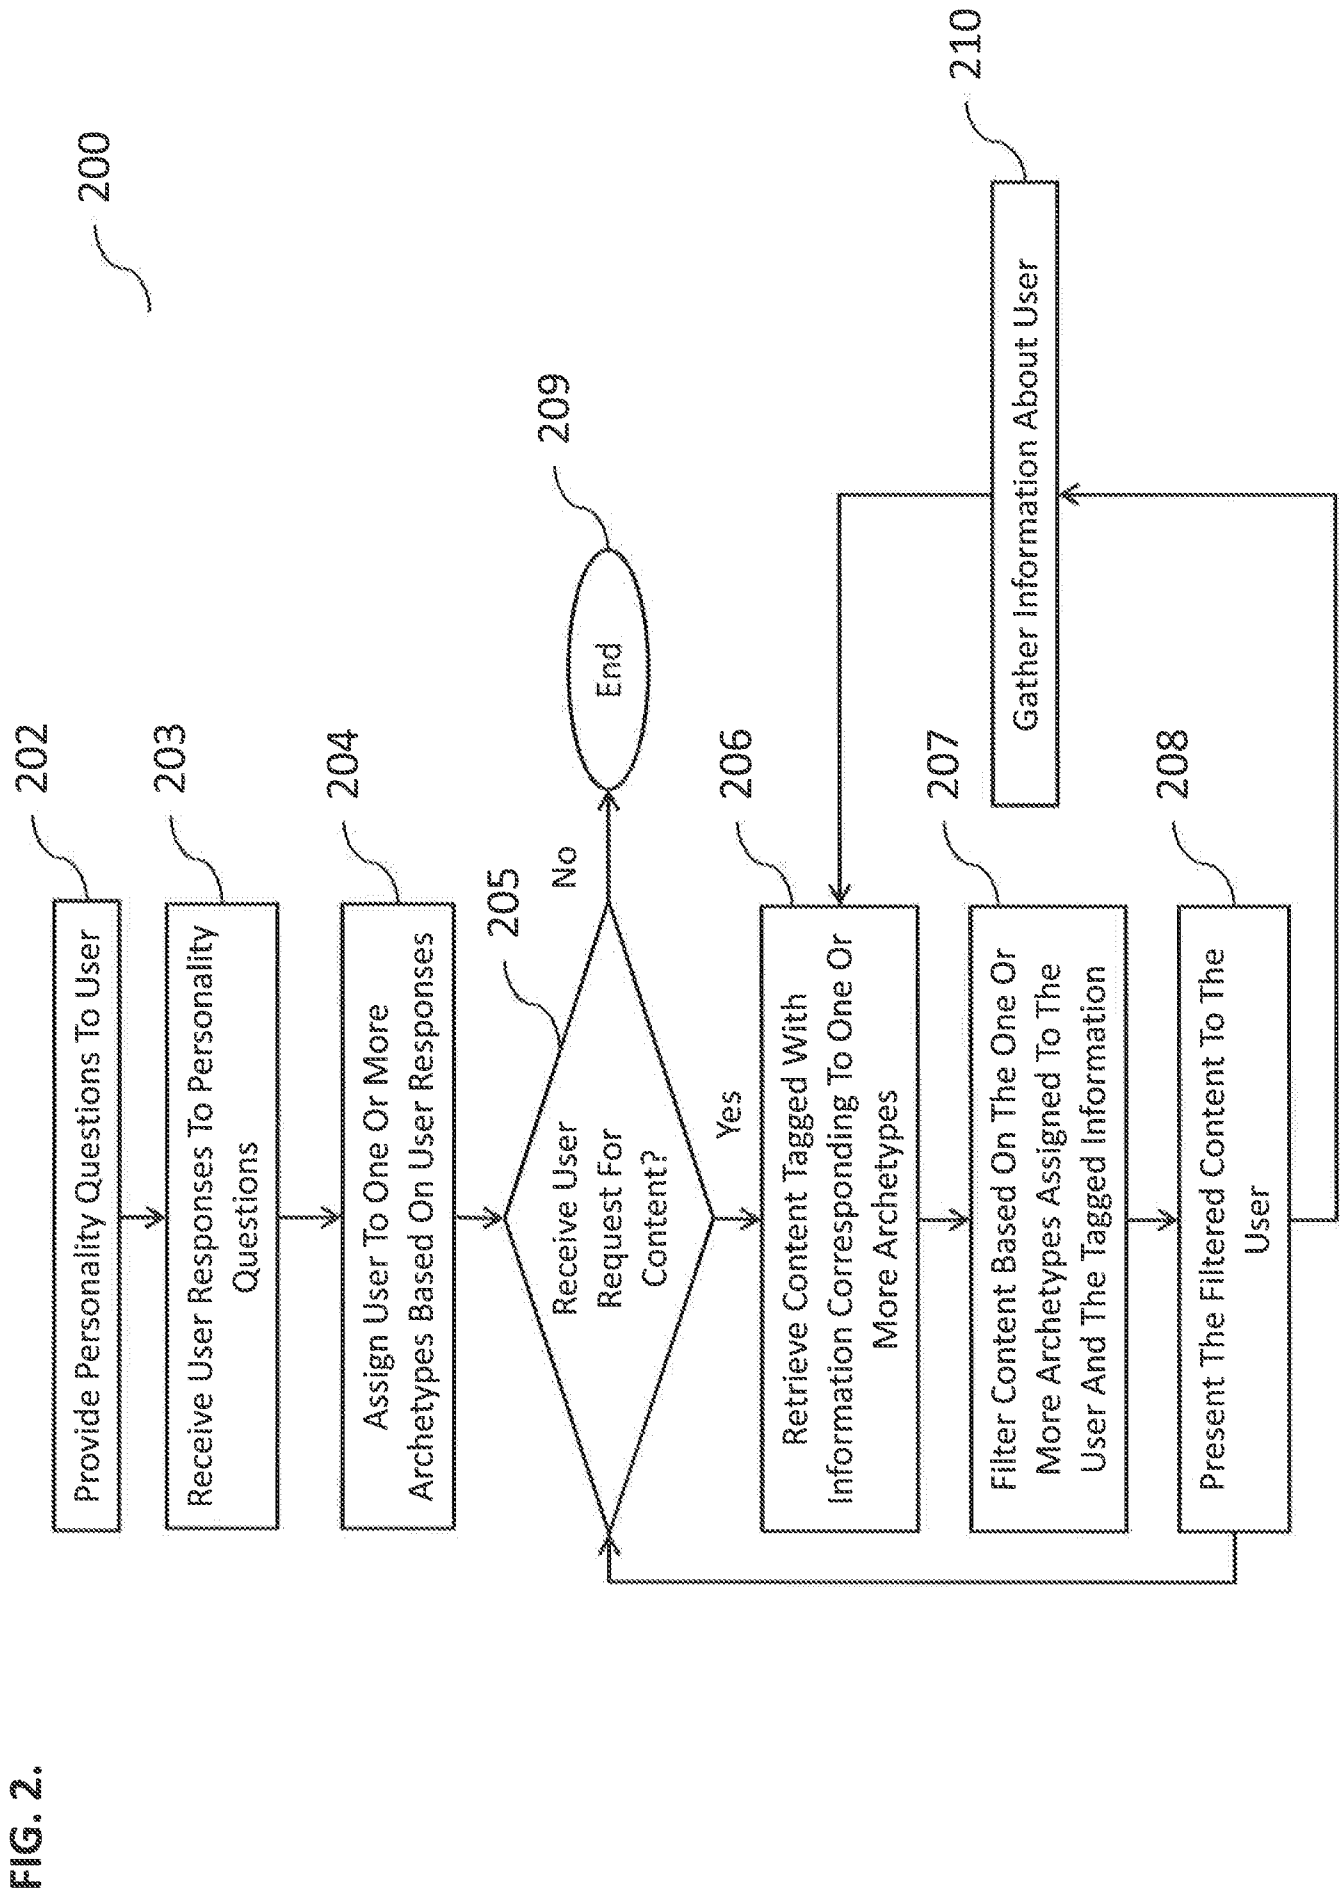 FIG. 2.
200
202
Provide Personality Questions To User
203
Receive User Responses To Personality
Questions
204
Assign User To One Or More
Archetypes Based On User Responses
205
Receive User
Request For
Content?
No
209
End
Yes
206
Retrieve Content Tagged With
Information Corresponding To One Or
More Archetypes
207
Filter Content Based On The One Or
More Archetypes Assigned To The
User And The Tagged Information
208
Present The Filtered Content To The
User
210
Gather Information About User